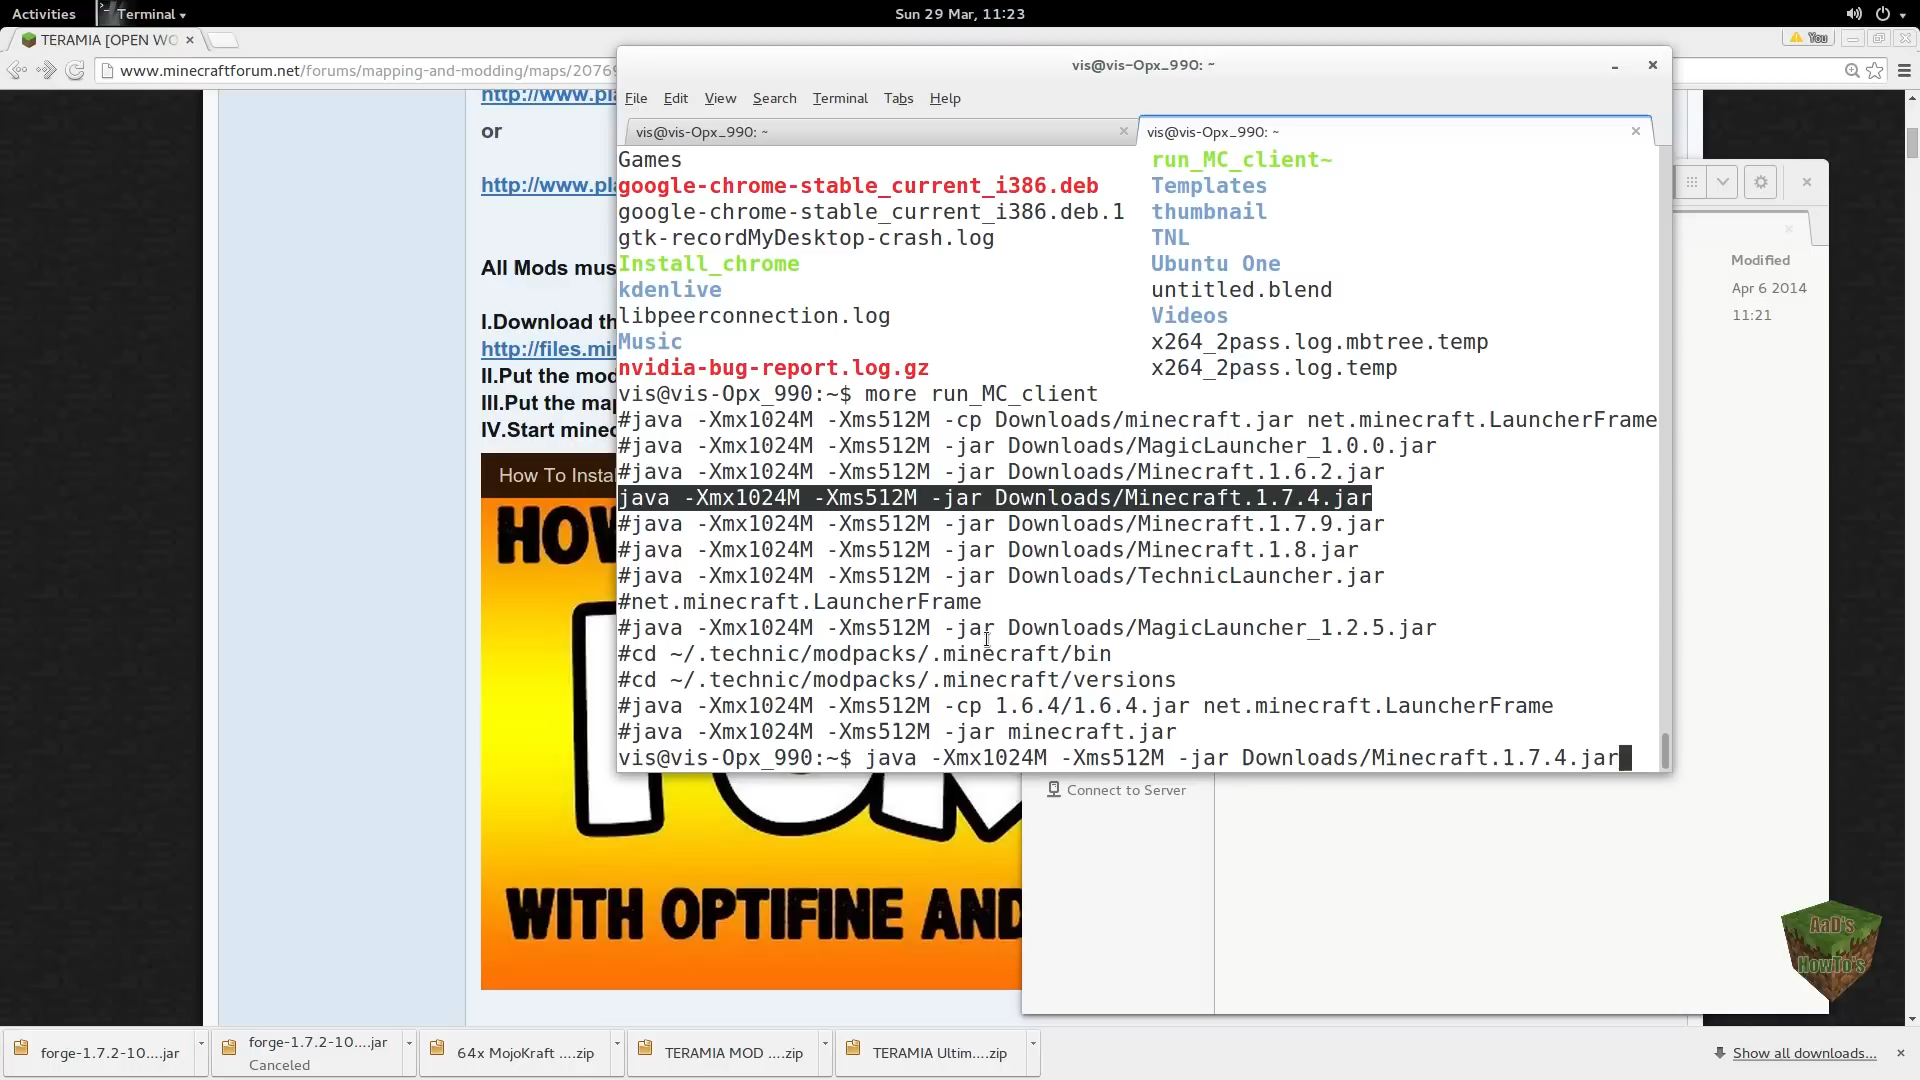 Activities
Terminal
Sun 29 Mar, 11:23
TERAMIA [OPEN WO
You
www.minecraftforum.net/forums/mapping-and-modding/maps/2076
http://www.pl
or
http://www.pl
All Mods mus
I.Download th
http://files.mi
II.Put the mod
III.Put the map
IV.Start minec
How To Insta
HOW
WITH OPTIFINE AND
vis@vis-Opx_990: ~
File Edit View Search Terminal Tabs Help
vis@vis-Opx_990: ~
vis@vis-Opx_990: ~
Games run_MC_client~
google-chrome-stable_current_i386.deb Templates
google-chrome-stable_current_i386.deb.1 thumbnail
gtk-recordMyDesktop-crash.log TNL
Install_chrome Ubuntu One
kdenlive untitled.blend
libpeerconnection.log Videos
Music x264_2pass.log.mbtree.temp
nvidia-bug-report.log.gz x264_2pass.log.temp
vis@vis-Opx_990:~$ more run_MC_client
#java -Xmx1024M -Xms512M -cp Downloads/minecraft.jar net.minecraft.LauncherFrame
#java -Xmx1024M -Xms512M -jar Downloads/MagicLauncher_1.0.0.jar
#java -Xmx1024M -Xms512M -jar Downloads/Minecraft.1.6.2.jar
java -Xmx1024M -Xms512M -jar Downloads/Minecraft.1.7.4.jar
#java -Xmx1024M -Xms512M -jar Downloads/Minecraft.1.7.9.jar
#java -Xmx1024M -Xms512M -jar Downloads/Minecraft.1.8.jar
#java -Xmx1024M -Xms512M -jar Downloads/TechnicLauncher.jar
#net.minecraft.LauncherFrame
#java -Xmx1024M -Xms512M -jar Downloads/MagicLauncher_1.2.5.jar
#cd ~/.technic/modpacks/.minecraft/bin
#cd ~/.technic/modpacks/.minecraft/versions
#java -Xmx1024M -Xms512M -cp 1.6.4/1.6.4.jar net.minecraft.LauncherFrame
#java -Xmx1024M -Xms512M -jar minecraft.jar
vis@vis-Opx_990:~$ java -Xmx1024M -Xms512M -jar Downloads/Minecraft.1.7.4.jar
Modified
Apr 6 2014
11:21
Connect to Server
AaD's
HowTo's
forge-1.7.2-10....jar
forge-1.7.2-10....jar
Canceled
64x MojoKraft ....zip
TERAMIA MOD ....zip
TERAMIA Ultim....zip
Show all downloads...